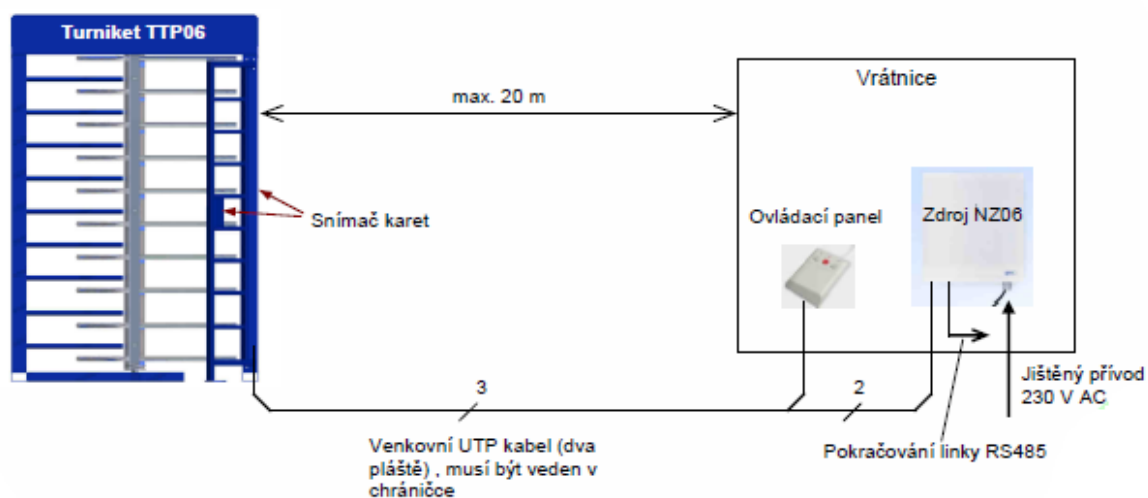 Turniket TTP06
Vrátnice
max. 20 m
Snímač karet
Ovládací panel
Zdroj NZ06
3
2
Jištěný přívod
230 V AC
Venkovní UTP kabel (dva
pláště) , musí být veden v
chráničce
Pokračování linky RS485